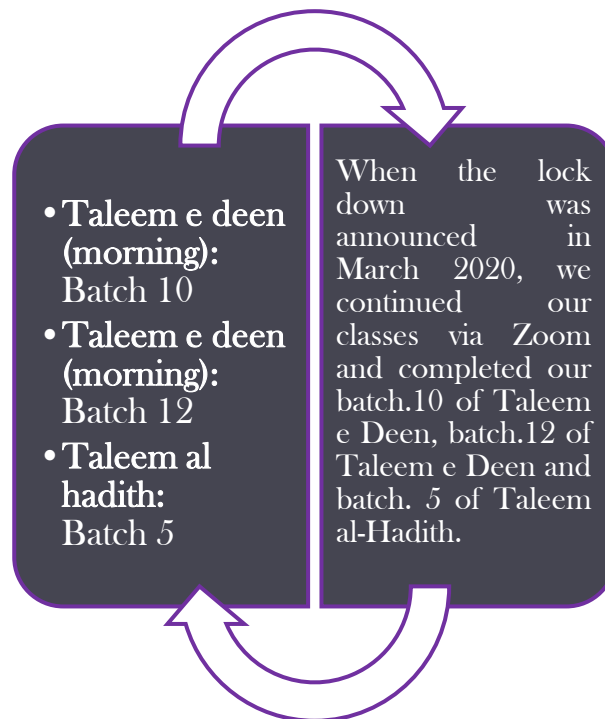 • Taleem e deen
(morning):
Batch 10
• Taleem e deen
(morning):
Batch 12
• Taleem al
hadith:
Batch 5
When the lock
down was
announced in
March 2020, we
continued our
classes via Zoom
and completed our
batch.10 of Taleem
e Deen, batch.12 of
Taleem e Deen and
batch. 5 of Taleem
al-Hadith.